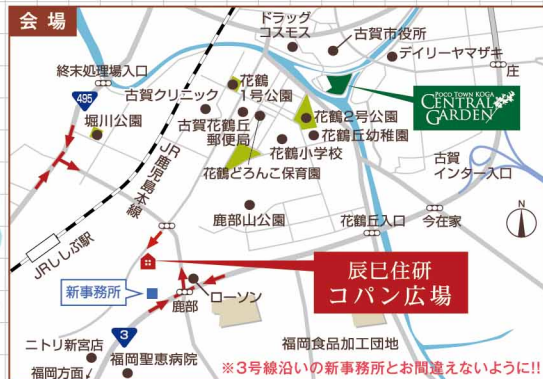 会場
ドラッグ
コスモス
古賀市役所
デイリーヤマザキ
終末処理場入口
庄
495
古賀クリニック
花鶴
1号公園
POCO TOWN KOGA
CENTRAL
GARDEN
堀川公園
古賀花鶴丘
郵便局
花鶴2号公園
花鶴丘幼稚園
花鶴小学校
花鶴どろんこ保育園
古賀
インター入口
JR鹿児島本線
鹿部山公園
花鶴丘入口
今在家
N
JRししぶ駅
辰巳住研
コパン広場
新事務所
ローソン
鹿部
3
ニトリ新宮店
福岡聖恵病院
福岡方面
福岡食品加工団地
※3号線沿いの新事務所とお間違えないように!!